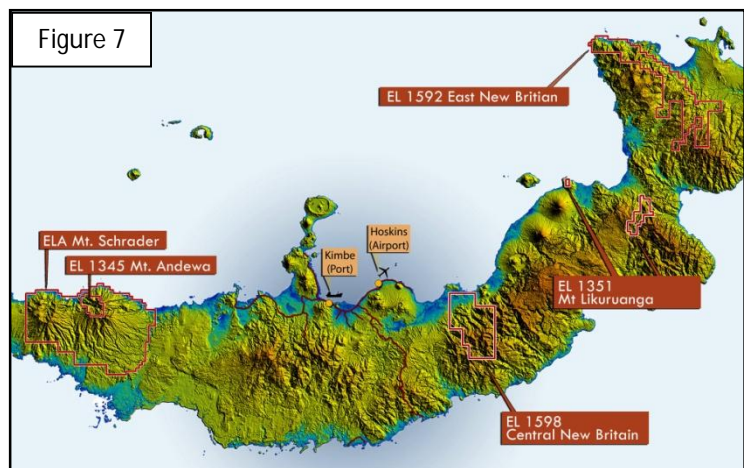 Figure 7
EL 1592 East New Britian
Hoskins
(Airport)
Kimbe
(Port)
ELA Mt. Schrader
EL 1345 Mt. Andewa
EL 1351
Mt Likuruanga
EL 1598
Central New Britain